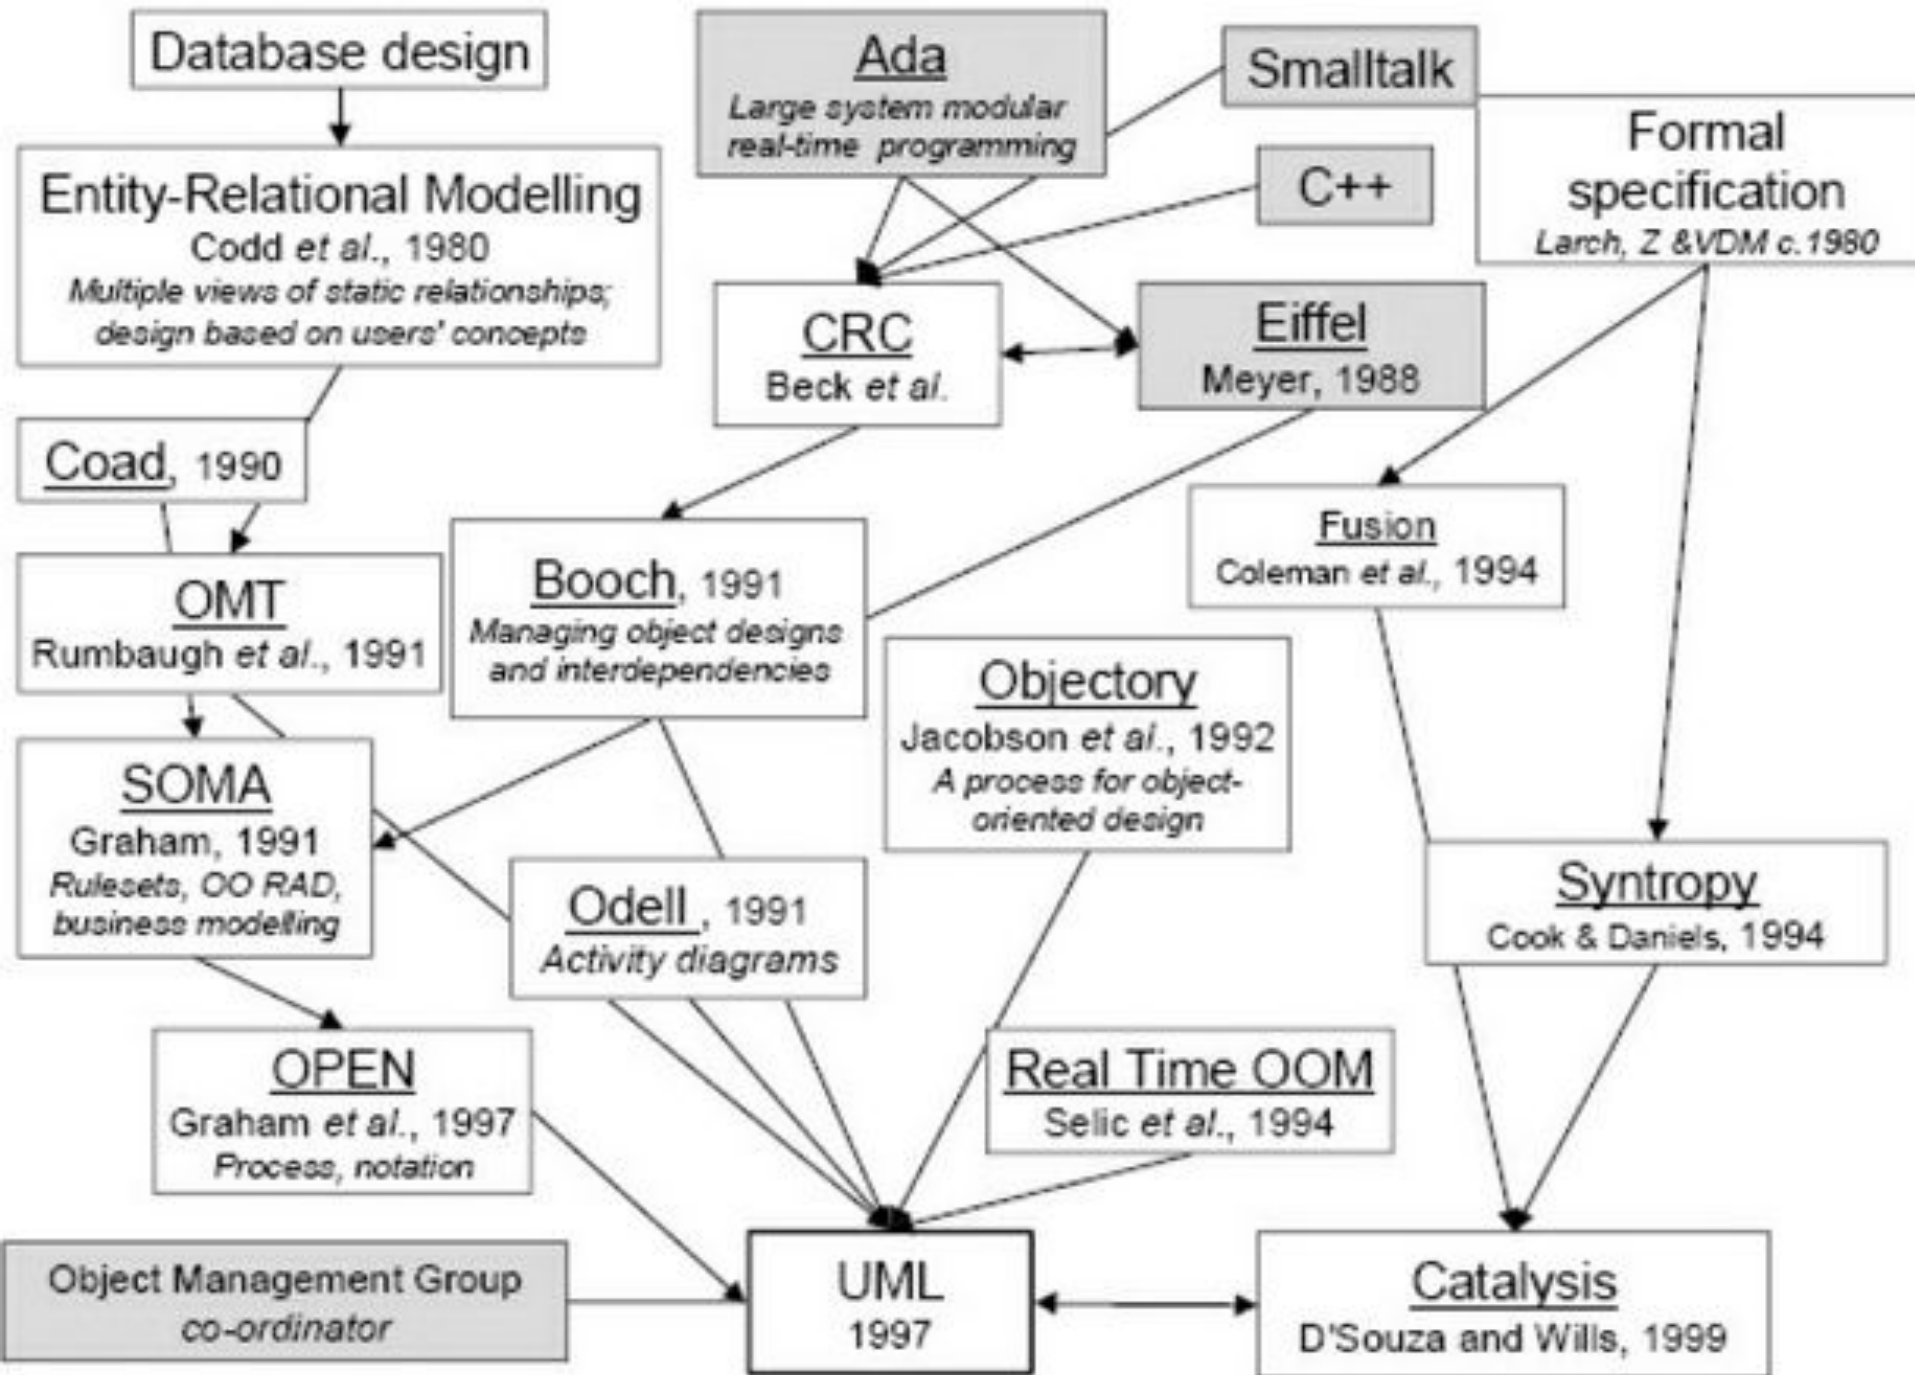 Database design
Ada
Large system modular
real-time programming
Smalltalk
Formal
specification
Larch, Z &VDM c.1980
Entity-Relational Modelling
Codd et al., 1980
Multiple views of static relationships;
design based on users' concepts
C++
CRC
Beck et al.
Eiffel
Meyer, 1988
Coad, 1990
Fusion
Coleman et al., 1994
OMT
Rumbaugh et al., 1991
Booch, 1991
Managing object designs
and interdependencies
Objectory
Jacobson et al., 1992
A process for object-
oriented design
SOMA
Graham, 1991
Rulesets, OO RAD,
business modelling
Odell, 1991
Activity diagrams
Syntropy
Cook & Daniels, 1994
OPEN
Graham et al., 1997
Process, notation
Real Time OOM
Selic et al., 1994
Object Management Group
co-ordinator
UML
1997
Catalysis
D'Souza and Wills, 1999